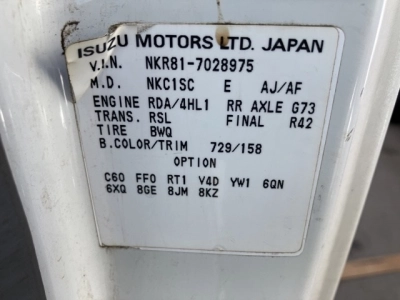 ISUZU MOTORS LTD. JAPAN
V.I.N. NKR81-7028975
M.D. NKC1SC E AJ/AF
ENGINE RDA/4HL1 RR AXLE G73
TRANS. RSL FINAL R42
TIRE BWQ
B.COLOR/TRIM 729/158
OPTION
C60 FF0 RT1 V4D YW1 6QN
6XQ 8GE 8JM 8KZ